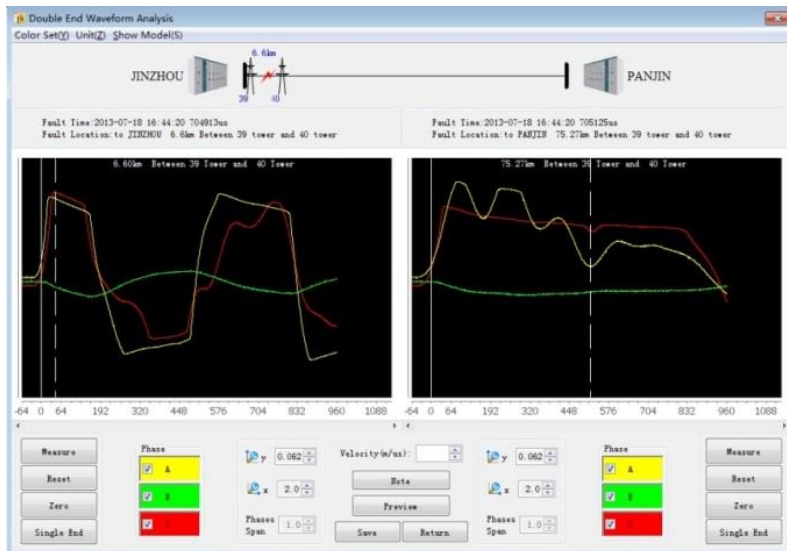 Double End Waveform Analysis
Color Set(Y) Unit(Z) Show Model(S)
6.6km
JINZHOU
PANJIN
39 40
Fault Time:2013-07-18 16:44:20 704913us
Fault Location:to JINZHOU 6.6km Between 39 tower and 40 tower
Fault Time:2013-07-18 16:44:20 705125us
Fault Location:to PANJIN 75.27km Between 39 tower and 40 tower
6.60km Between 39 Tower and 40 Tower
75.27km Between 39 Tower and 40 Tower
-64 0 64 192 320 448 576 704 832 960 1088
-64 0 64 192 320 448 576 704 832 960 1088
Measure
Reset
Zero
Single End
Phase
A
B
C
y 0.062
x 2.0
Phases Span 1.0
Velocity(m/us):
Note
Preview
Save Return
y 0.062
x 2.0
Phases Span 1.0
Phase
A
B
C
Measure
Reset
Zero
Single End